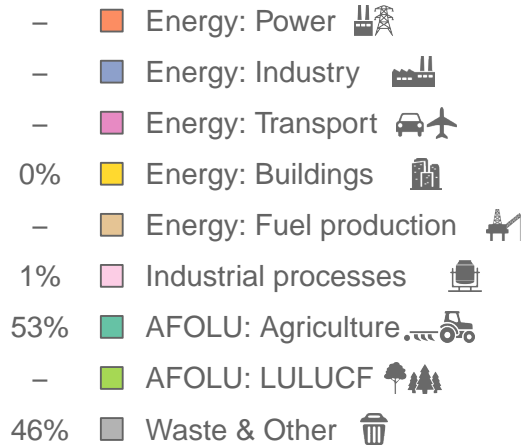 – Energy: Power
– Energy: Industry
– Energy: Transport
0% Energy: Buildings
– Energy: Fuel production
1% Industrial processes
53% AFOLU: Agriculture
– AFOLU: LULUCF
46% Waste & Other